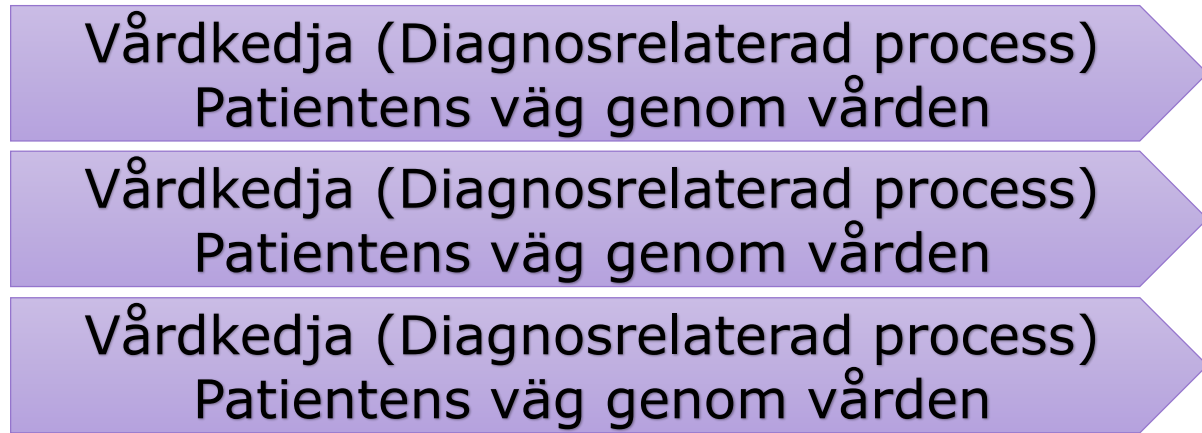 Vårdkedja (Diagnosrelaterad process)
Patientens väg genom vården
Vårdkedja (Diagnosrelaterad process)
Patientens väg genom vården
Vårdkedja (Diagnosrelaterad process)
Patientens väg genom vården